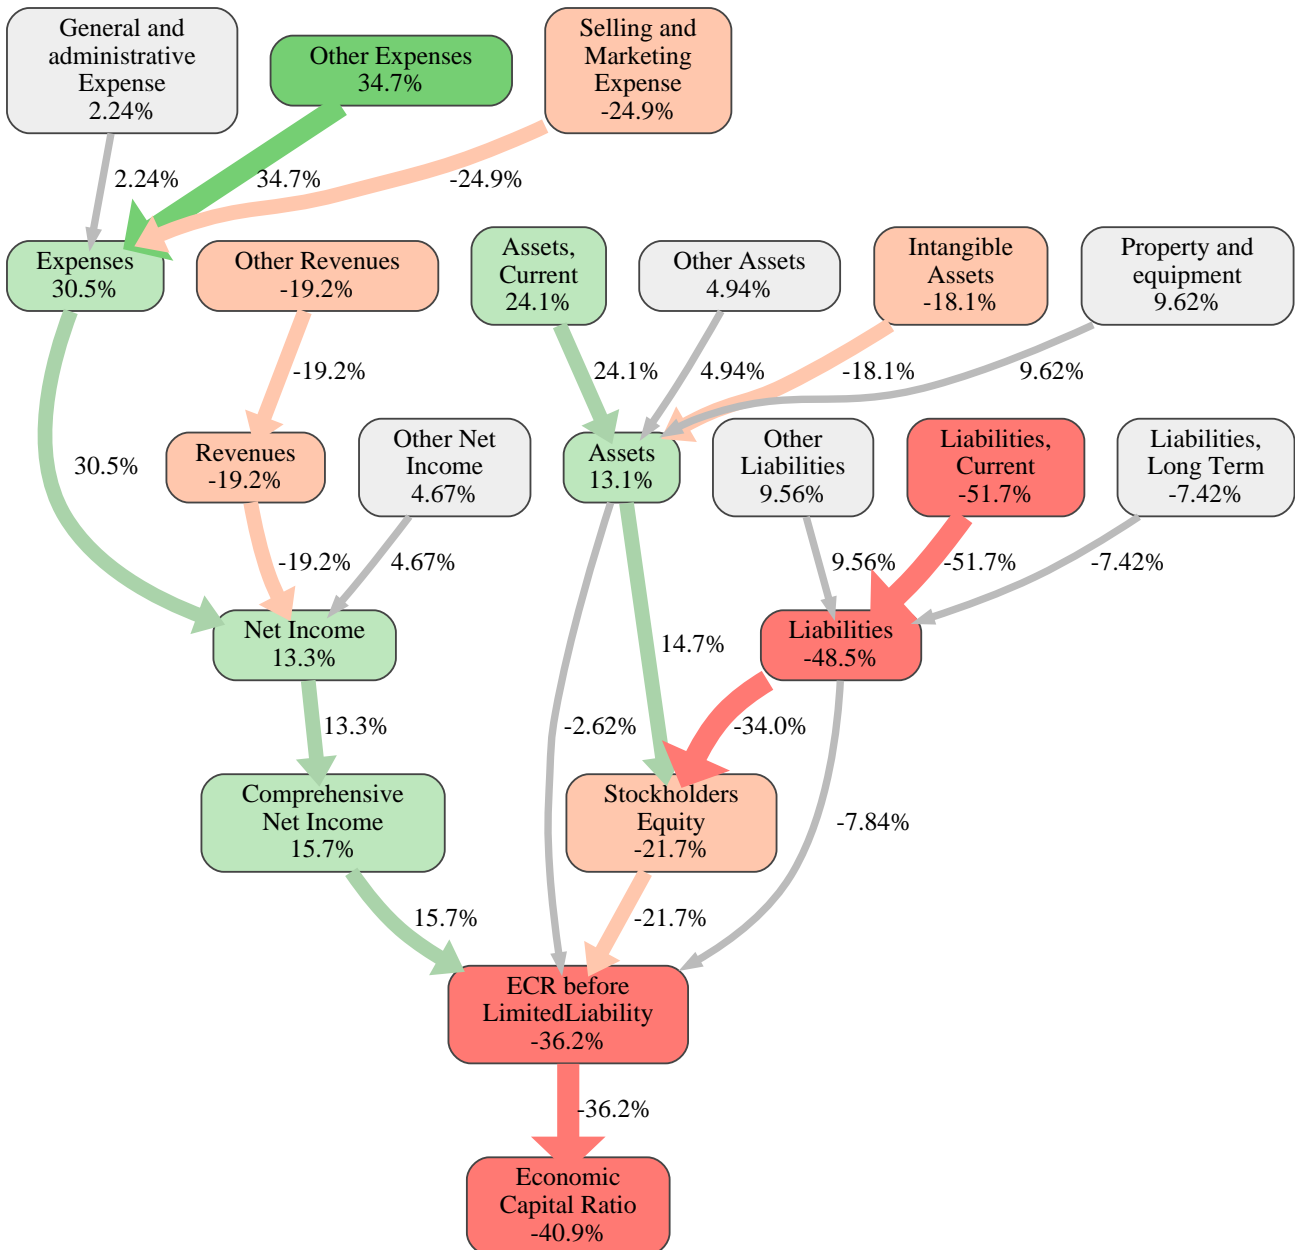 General and
administrative
Expense
2.24%
Other Expenses
34.7%
Selling and
Marketing
Expense
-24.9%
2.24%
34.7%
-24.9%
Expenses
30.5%
Other Revenues
-19.2%
Assets,
Current
24.1%
Other Assets
4.94%
Intangible
Assets
-18.1%
Property and
equipment
9.62%
-19.2%
24.1%
4.94%
-18.1%
9.62%
30.5%
Revenues
-19.2%
Other Net
Income
4.67%
Assets
13.1%
Other
Liabilities
9.56%
Liabilities,
Current
-51.7%
Liabilities,
Long Term
-7.42%
-19.2%
4.67%
9.56%
-51.7%
-7.42%
Net Income
13.3%
14.7%
Liabilities
-48.5%
13.3%
-2.62%
-34.0%
Comprehensive
Net Income
15.7%
Stockholders
Equity
-21.7%
-7.84%
15.7%
-21.7%
ECR before
LimitedLiability
-36.2%
-36.2%
Economic
Capital Ratio
-40.9%